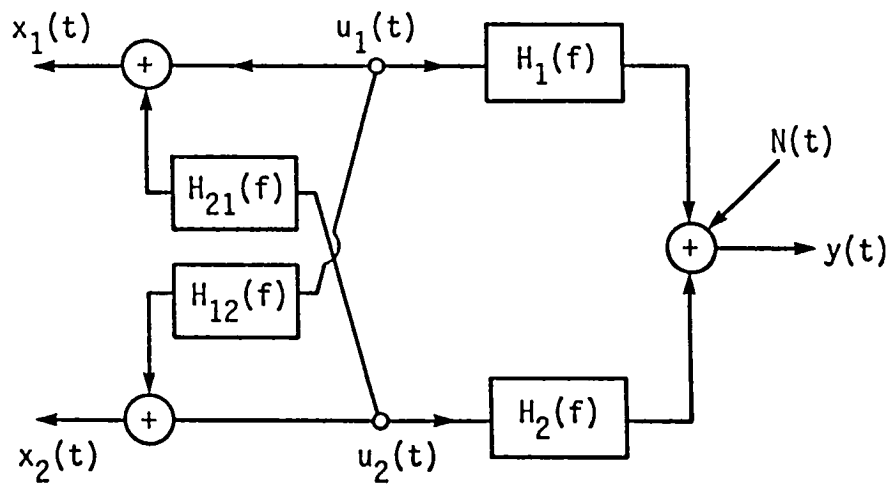 x₁(t)
u₁(t)
+
H₁(f)
N(t)
H₂₁(f)
+
y(t)
H₁₂(f)
+
H₂(f)
x₂(t)
u₂(t)